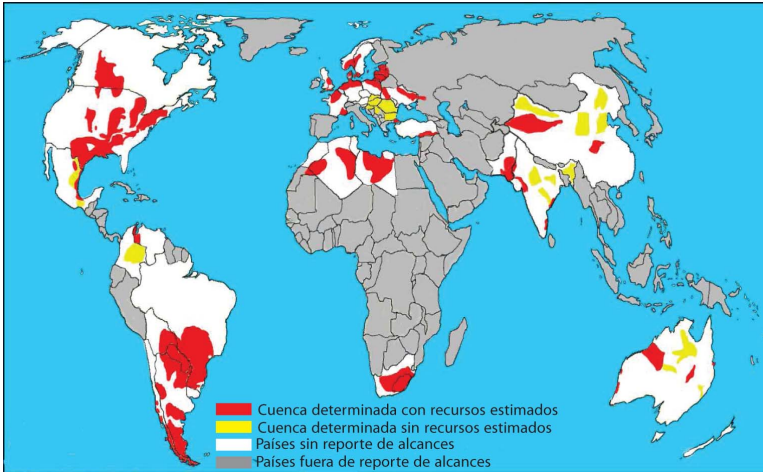 Cuenca determinada con recursos estimados
Cuenca determinada sin recursos estimados
Países sin reporte de alcances
Países fuera de reporte de alcances